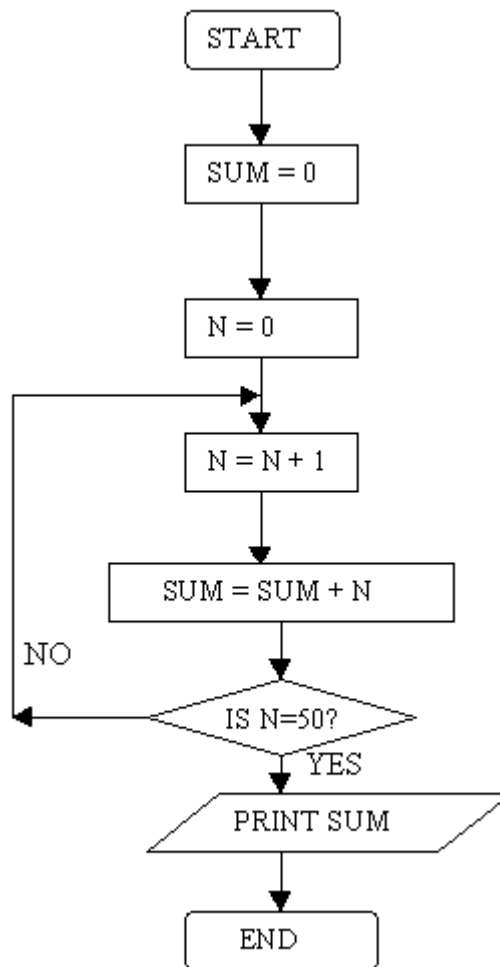 START
SUM = 0
N = 0
N = N + 1
SUM = SUM + N
NO
IS N=50?
YES
PRINT SUM
END